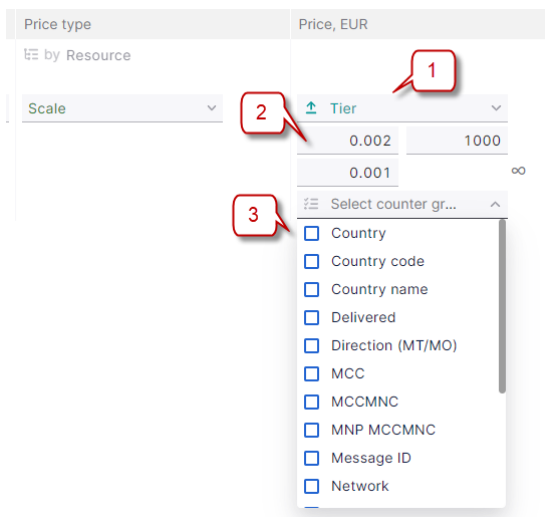 Price type Price, EUR
by Resource
1
Scale Tier
2
0.002 1000
0.001 ∞
3
Select counter gr...
Country
Country code
Country name
Delivered
Direction (MT/MO)
MCC
MCCMNC
MNP MCCMNC
Message ID
Network